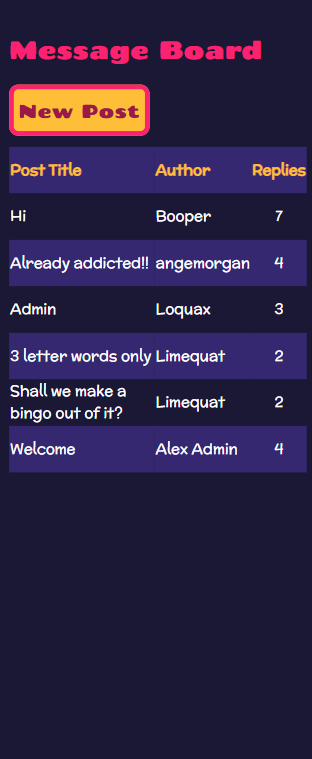 Message Board
New Post
Post Title Author Replies
Hi Booper 7
Already addicted!! angemorgan 4
Admin Loquax 3
3 letter words only Limequat 2
Shall we make a
bingo out of it? Limequat 2
Welcome Alex Admin 4